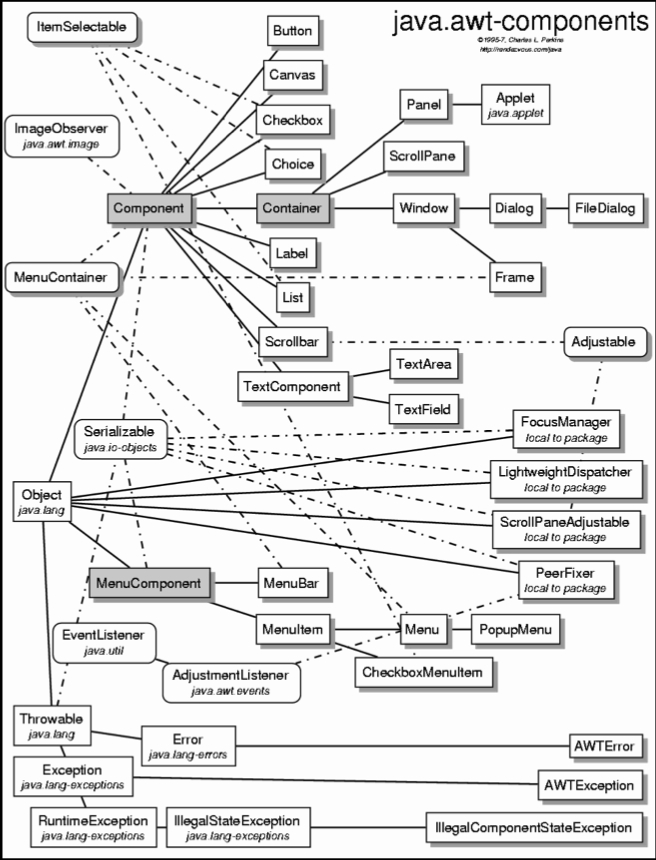 java.awt-components
©1996-7, Charles L. Perkins
http://rendezvous.com/java
ItemSelectable
Button
Canvas
Checkbox
Choice
Panel
Applet
java.applet
ScrollPane
ImageObserver
java.awt.image
Component
Container
Window
Dialog
FileDialog
Label
MenuContainer
Frame
List
Scrollbar
Adjustable
TextArea
TextComponent
TextField
Serializable
java.io-objects
FocusManager
local to package
LightweightDispatcher
local to package
Object
java.lang
ScrollPaneAdjustable
local to package
MenuComponent
MenuBar
PeerFixer
local to package
MenuItem
Menu
PopupMenu
EventListener
java.util
AdjustmentListener
java.awt.events
CheckboxMenuItem
Throwable
java.lang
Error
java.lang-errors
AWTError
Exception
java.lang-exceptions
AWTException
RuntimeException
java.lang-exceptions
IllegalStateException
java.lang-exceptions
IllegalComponentStateException